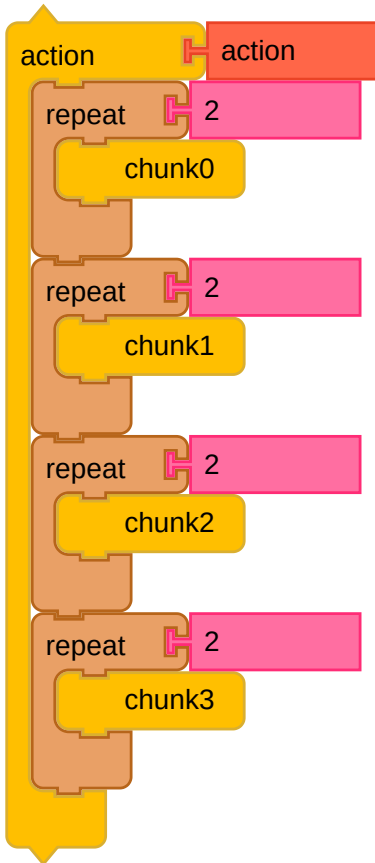 action action
repeat 2
chunk0
repeat 2
chunk1
repeat 2
chunk2
repeat 2
chunk3